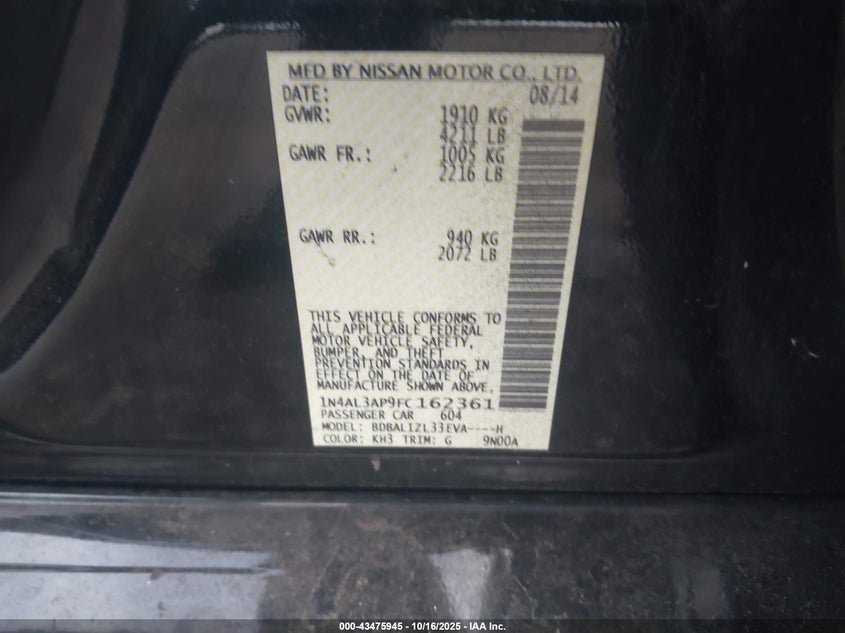 MFD BY NISSAN MOTOR CO., LTD.
DATE: 08/14
GVWR: 1910 KG
4211 LB
GAWR FR.: 1005 KG
2216 LB
GAWR RR.: 940 KG
2072 LB
THIS VEHICLE CONFORMS TO
ALL APPLICABLE FEDERAL
MOTOR VEHICLE SAFETY,
BUMPER, AND THEFT
PREVENTION STANDARDS IN
EFFECT ON THE DATE OF
MANUFACTURE SHOWN ABOVE.
1N4AL3AP9FC162361
PASSENGER CAR 604
MODEL: BDBALIZL33EVA----H
COLOR: KH3 TRIM: G 9N00A
000-43475945 - 10/16/2025 - IAA Inc.